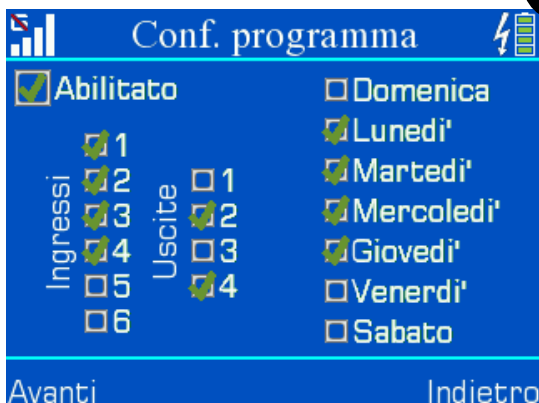 S
Conf. programma
Abilitato
Ingressi
1
2
3
4
5
6
Uscite
1
2
3
4
Domenica
Lunedi'
Martedi'
Mercoledi'
Giovedi'
Venerdi'
Sabato
Avanti
Indietro